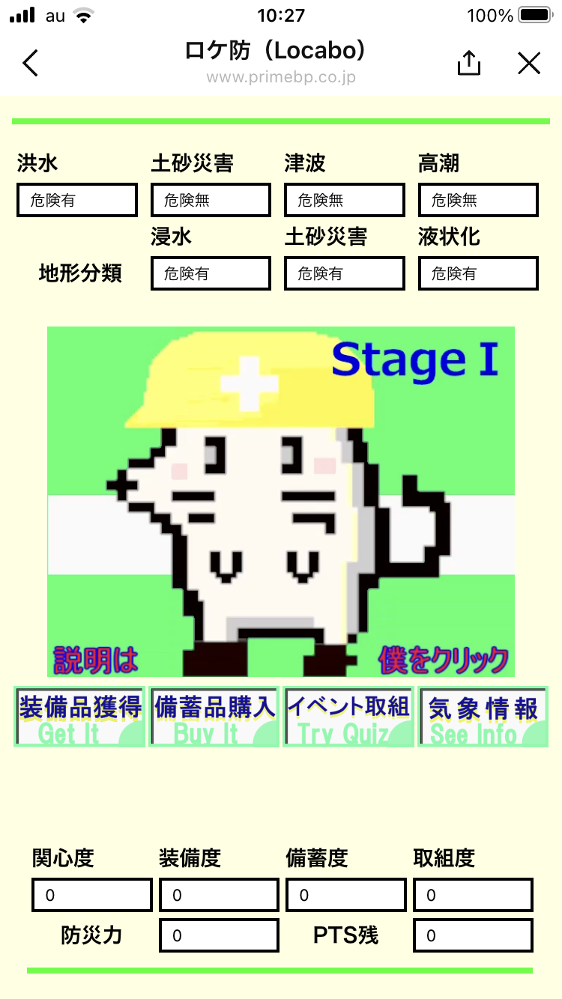 au 10:27 100%
ロケ防（Locabo）
www.primebp.co.jp
洪水 土砂災害 津波 高潮
危険有 危険無 危険無 危険無
浸水 土砂災害 液状化
地形分類 危険有 危険有 危険有
Stage I
説明は 僕をクリック
装備品獲得 備蓄品購入 イベント取組 気象情報
Get It Buy It Try Quiz See Info
関心度 装備度 備蓄度 取組度
0 0 0 0
防災力 0 PTS残 0